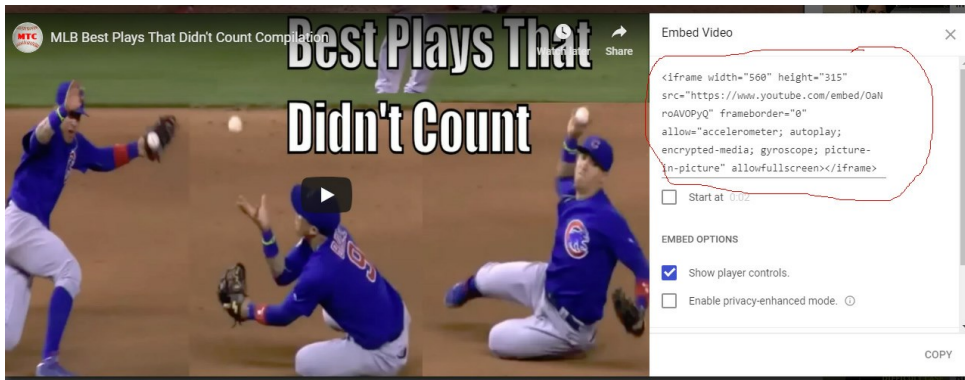 MTC
MLB Best Plays That Didn't Count Compilation
Best Plays That
Didn't Count
Watch later
Share
9
Embed Video
<iframe width="560" height="315"
src="https://www.youtube.com/embed/OaN
roAVOPyQ" frameborder="0"
allow="accelerometer; autoplay;
encrypted-media; gyroscope; picture-
in-picture" allowfullscreen></iframe>
Start at 0:02
EMBED OPTIONS
Show player controls.
Enable privacy-enhanced mode.
COPY